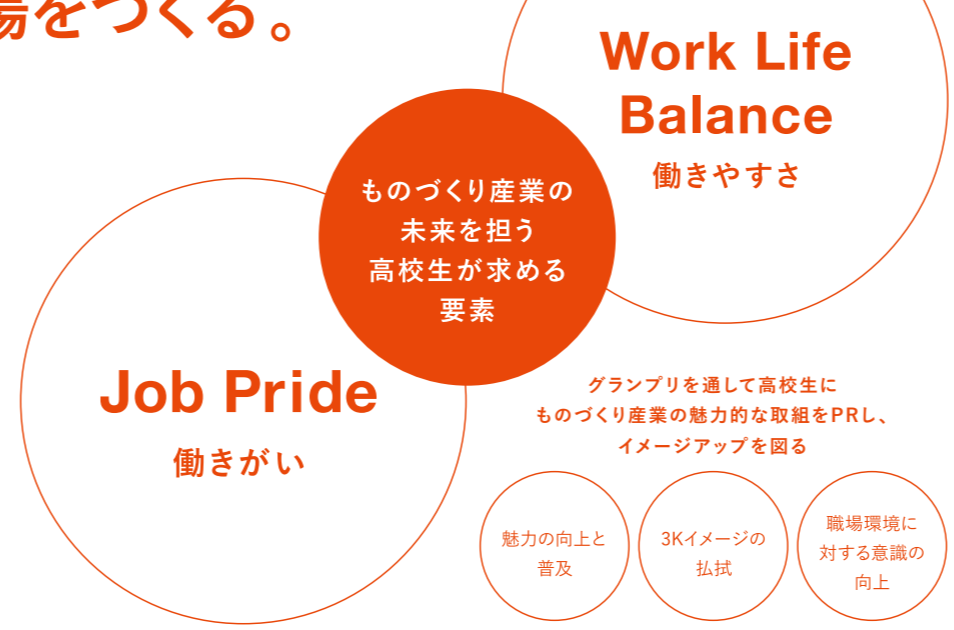 場をつくる。
Work Life
Balance
働きやすさ
ものづくり産業の
未来を担う
高校生が求める
要素
Job Pride
働きがい
グランプリを通して高校生に
ものづくり産業の魅力的な取組をPRし、
イメージアップを図る
魅力の向上と
普及
3Kイメージの
払拭
職場環境に
対する意識の
向上